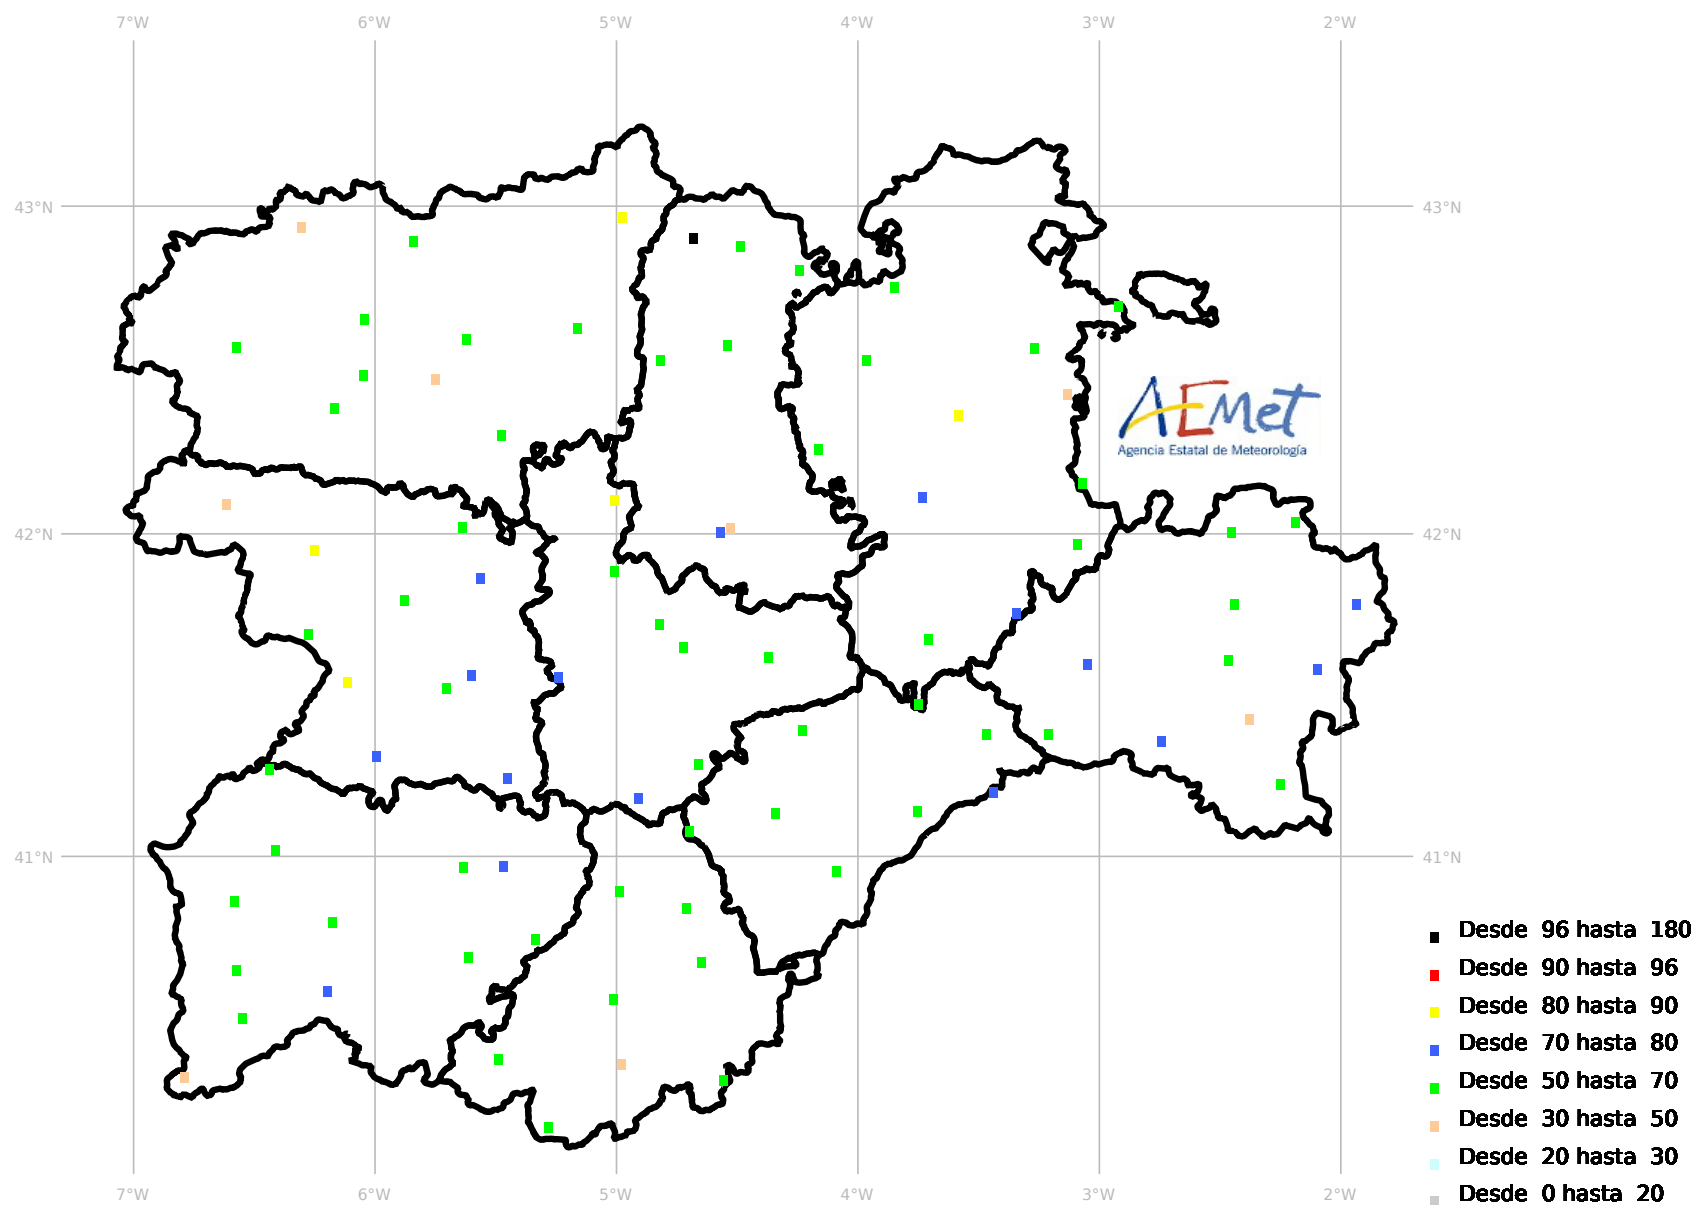 7°W 6°W 5°W 4°W 3°W 2°W
43°N 43°N
AEMet
Agencia Estatal de Meteorología
42°N 42°N
41°N 41°N
Desde 96 hasta 180
Desde 90 hasta 96
Desde 80 hasta 90
Desde 70 hasta 80
Desde 50 hasta 70
Desde 30 hasta 50
Desde 20 hasta 30
Desde 0 hasta 20
7°W 6°W 5°W 4°W 3°W 2°W